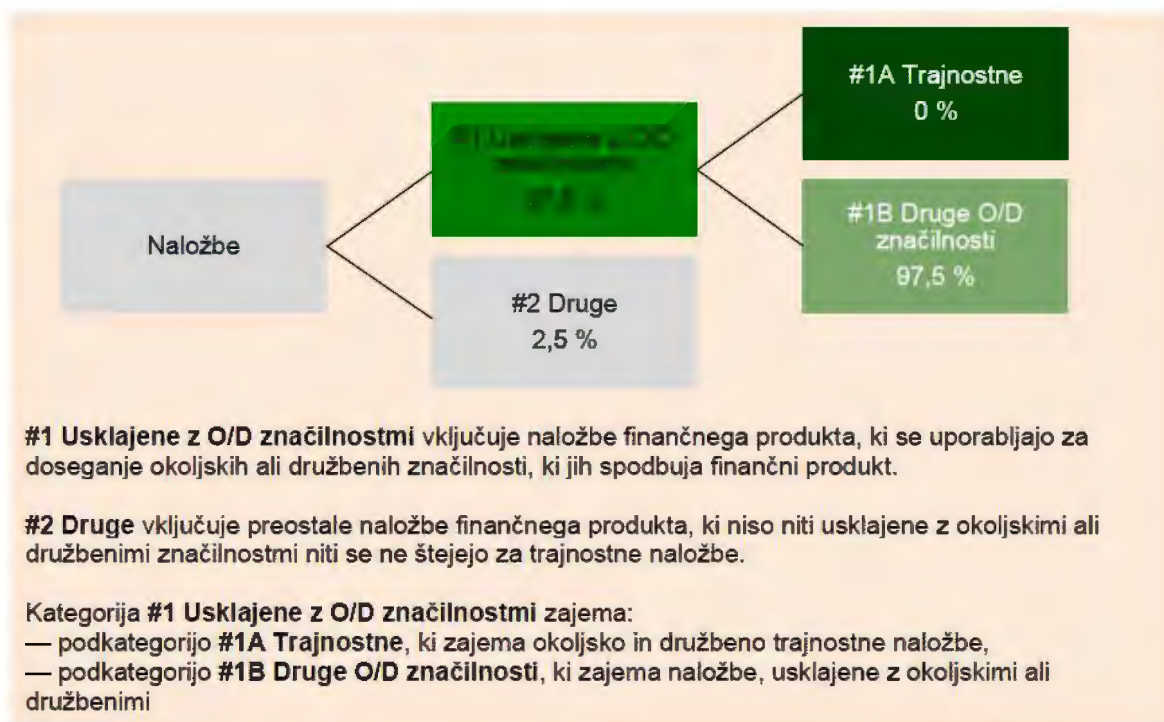 #1A Trajnostne
0 %
Naložbe
#1B Druge O/D
značilnosti
97,5 %
#2 Druge
2,5 %
#1 Usklajene z O/D značilnostmi vključuje naložbe finančnega produkta, ki se uporabljajo za
doseganje okoljskih ali družbenih značilnosti, ki jih spodbuja finančni produkt.
#2 Druge vključuje preostale naložbe finančnega produkta, ki niso niti usklajene z okoljskimi ali
družbenimi značilnostmi niti se ne štejejo za trajnostne naložbe.
Kategorija #1 Usklajene z O/D značilnostmi zajema:
— podkategorijo #1A Trajnostne, ki zajema okoljsko in družbeno trajnostne naložbe,
— podkategorijo #1B Druge O/D značilnosti, ki zajema naložbe, usklajene z okoljskimi ali
družbenimi